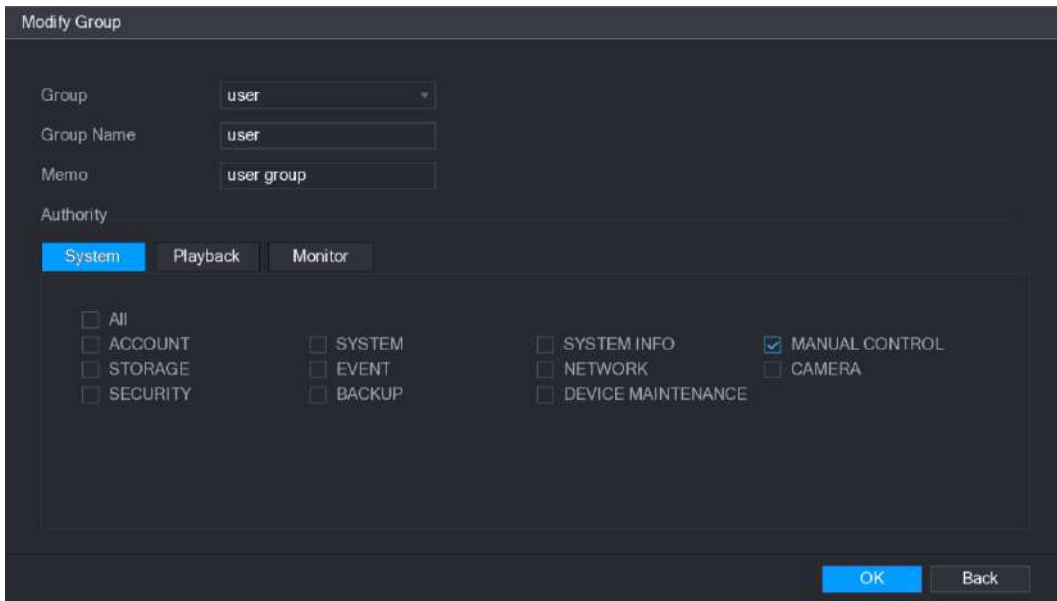 Modify Group
Group user
Group Name user
Memo user group
Authority
System Playback Monitor
All
ACCOUNT SYSTEM SYSTEM INFO MANUAL CONTROL
STORAGE EVENT NETWORK CAMERA
SECURITY BACKUP DEVICE MAINTENANCE
OK Back